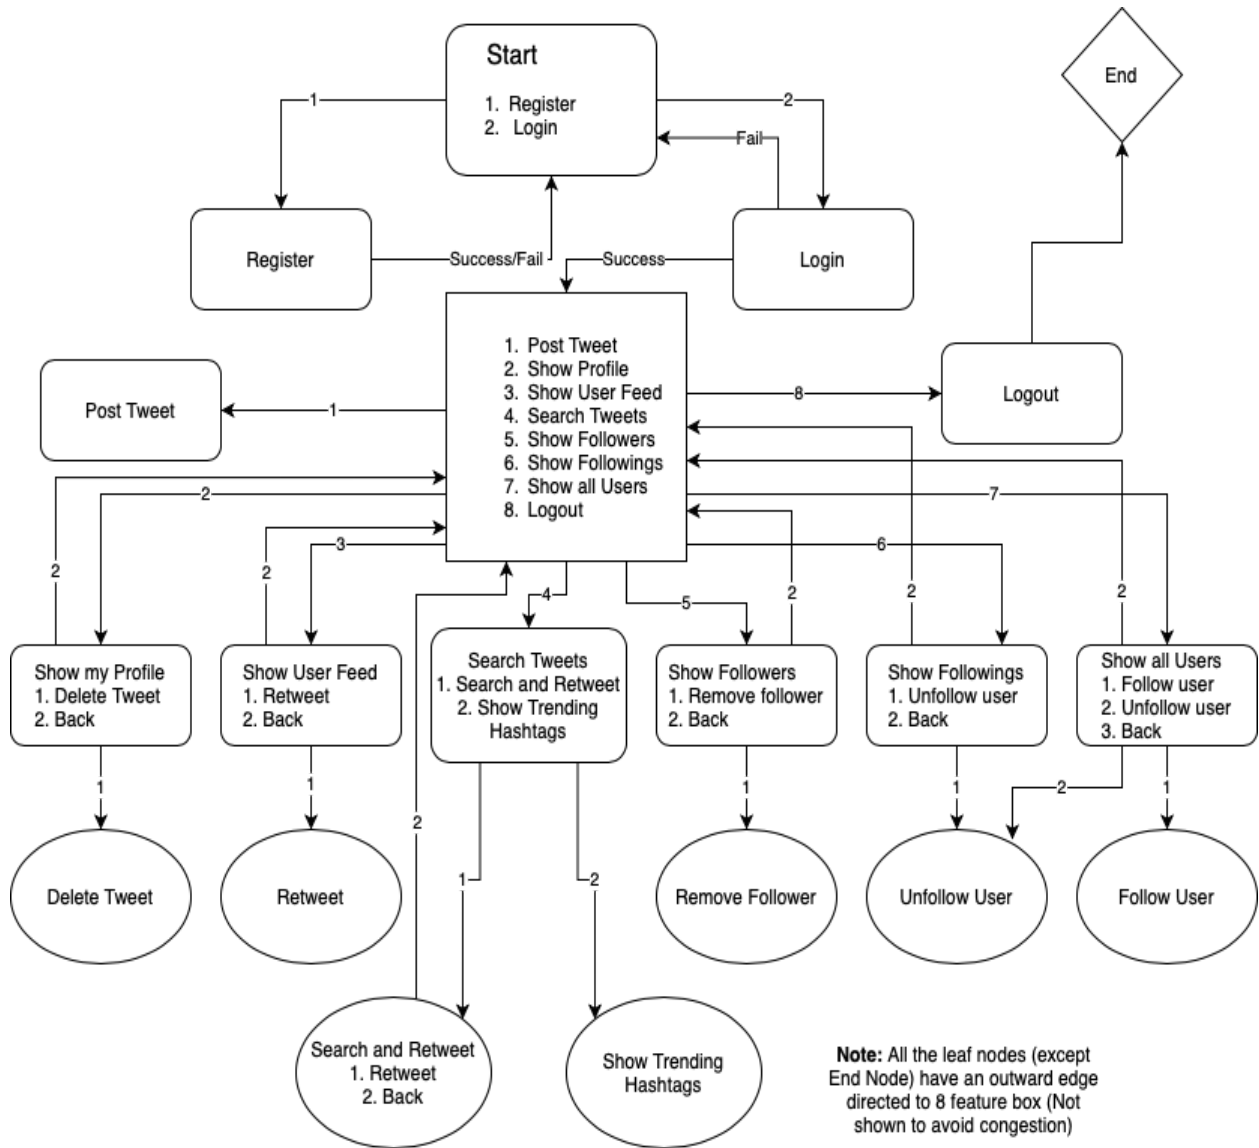 Start
1. Register
2. Login
End
1
2
Fail
Register
Success/Fail
Success
Login
1. Post Tweet
2. Show Profile
3. Show User Feed
4. Search Tweets
5. Show Followers
6. Show Followings
7. Show all Users
8. Logout
Post Tweet
1
8
Logout
2
7
3
6
2
2
4
5
2
2
2
Show my Profile
1. Delete Tweet
2. Back
Show User Feed
1. Retweet
2. Back
Search Tweets
1. Search and Retweet
2. Show Trending
Hashtags
Show Followers
1. Remove follower
2. Back
Show Followings
1. Unfollow user
2. Back
Show all Users
1. Follow user
2. Unfollow user
3. Back
1
1
2
1
1
2
1
1
2
Delete Tweet
Retweet
Remove Follower
Unfollow User
Follow User
Search and Retweet
1. Retweet
2. Back
Show Trending
Hashtags
Note: All the leaf nodes (except
End Node) have an outward edge
directed to 8 feature box (Not
shown to avoid congestion)